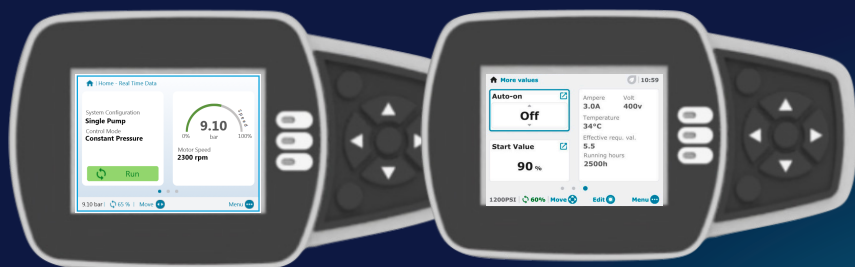 Home - Real Time Data
System Configuration
Single Pump
Control Mode
Constant Pressure
Run
9.10
bar
0%
100%
Speed
Motor Speed
2300 rpm
9.10 bar | 65 % | Move
Menu
More values
10:59
Auto-on
Off
Start Value
90 %
Ampere Volt
3.0A 400v
Temperature
34°C
Effective requ. val.
5.5
Running hours
2500h
1200PSI | 60% | Move
Edit
Menu